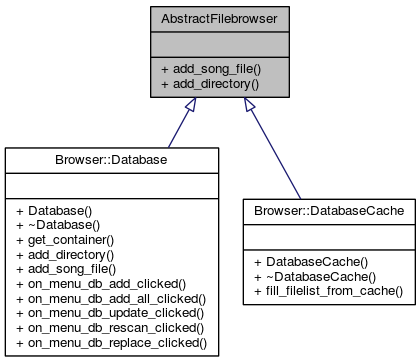 AbstractFilebrowser
+ add_song_file()
+ add_directory()
Browser::Database
+ Database()
+ ~Database()
+ get_container()
+ add_directory()
+ add_song_file()
+ on_menu_db_add_clicked()
+ on_menu_db_add_all_clicked()
+ on_menu_db_update_clicked()
+ on_menu_db_rescan_clicked()
+ on_menu_db_replace_clicked()
Browser::DatabaseCache
+ DatabaseCache()
+ ~DatabaseCache()
+ fill_filelist_from_cache()